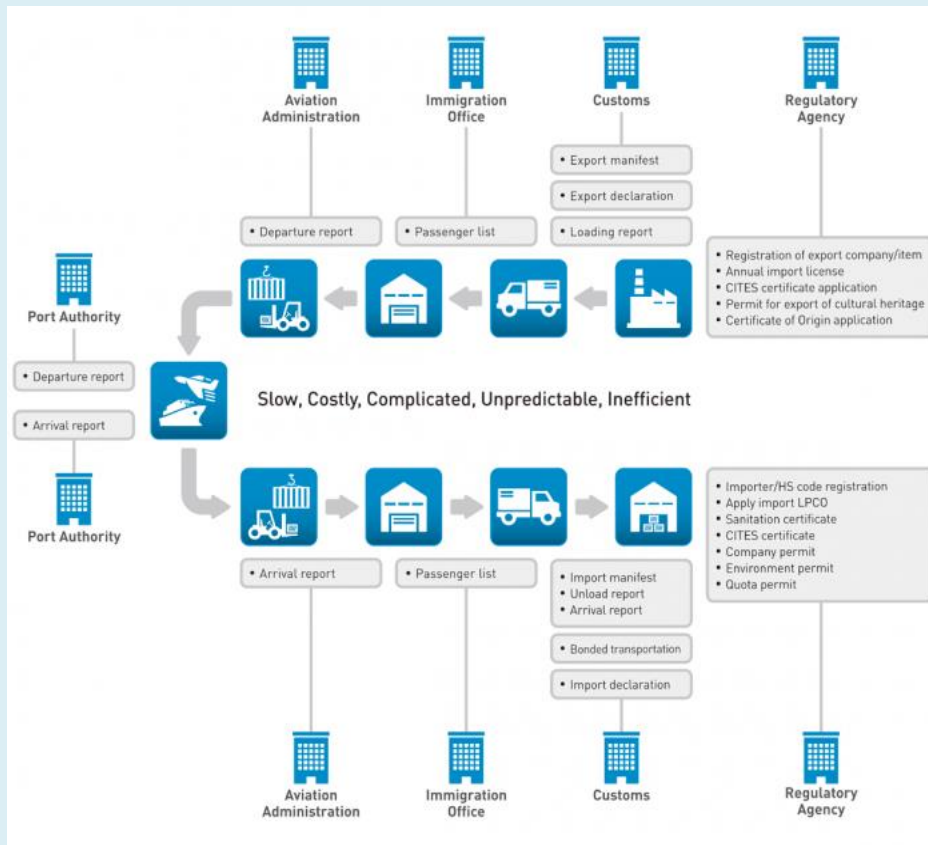 Aviation
Administration
Immigration
Office
Customs
Regulatory
Agency
• Export manifest
• Export declaration
• Departure report
• Passenger list
• Loading report
• Registration of export company/item
• Annual import license
• CITES certificate application
• Permit for export of cultural heritage
• Certificate of Origin application
Port Authority
• Departure report
Slow, Costly, Complicated, Unpredictable, Inefficient
• Arrival report
Port Authority
• Importer/HS code registration
• Apply import LPCO
• Sanitation certificate
• CITES certificate
• Company permit
• Environment permit
• Quota permit
• Arrival report
• Passenger list
• Import manifest
• Unload report
• Arrival report
• Bonded transportation
• Import declaration
Aviation
Administration
Immigration
Office
Customs
Regulatory
Agency